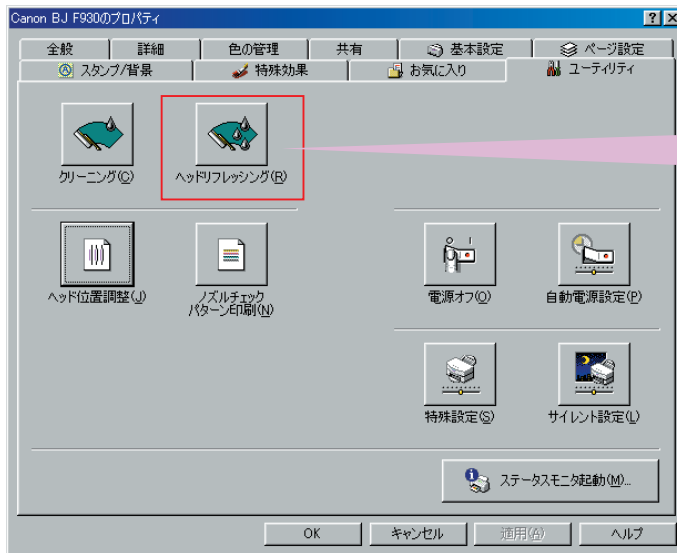 Canon BJ F930のプロパティ
全般 詳細 色の管理 共有 基本設定 ページ設定
スタンプ/背景 特殊効果 お気に入り ユーティリティ
クリーニング(C) ヘッドリフレッシング(R)
ヘッド位置調整(J) ノズルチェック
パターン印刷(N)
電源オフ(O) 自動電源設定(P)
特殊設定(S) サイレント設定(L)
ステータスモニタ起動(M)...
OK キャンセル 適用(A) ヘルプ